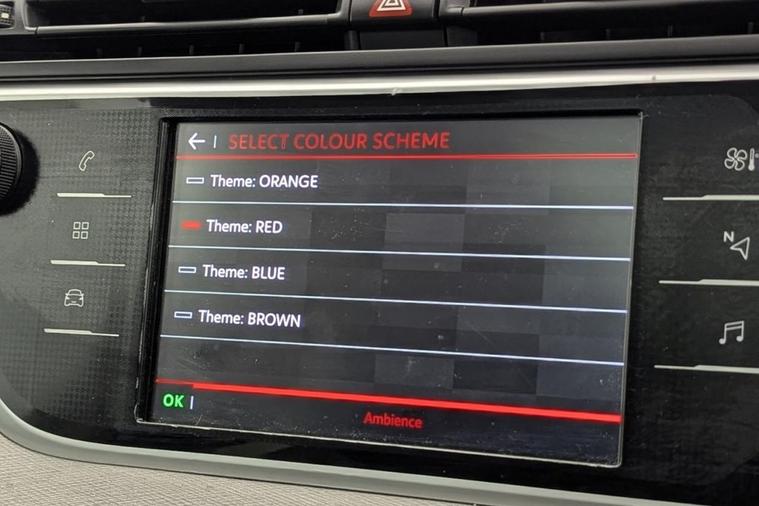 SELECT COLOUR SCHEME
Theme: ORANGE
Theme: RED
Theme: BLUE
Theme: BROWN
OK
Ambience
N